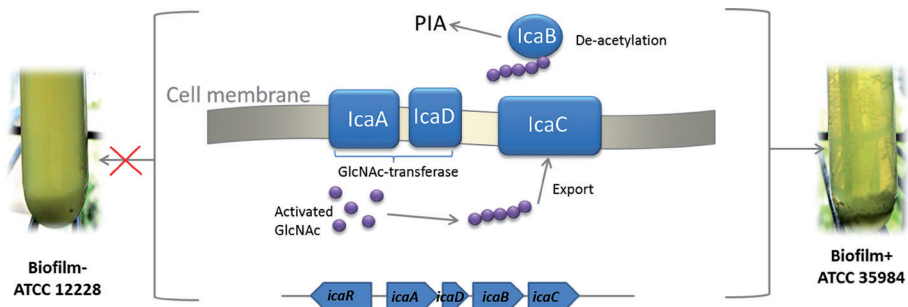 PIA
IcaB
De-acetylation
Cell membrane
IcaA
IcaD
IcaC
GlcNAc-transferase
Activated
GlcNAc
Export
Biofilm-
ATCC 12228
Biofilm+
ATCC 35984
icaR
icaA
icaD
icaB
icaC